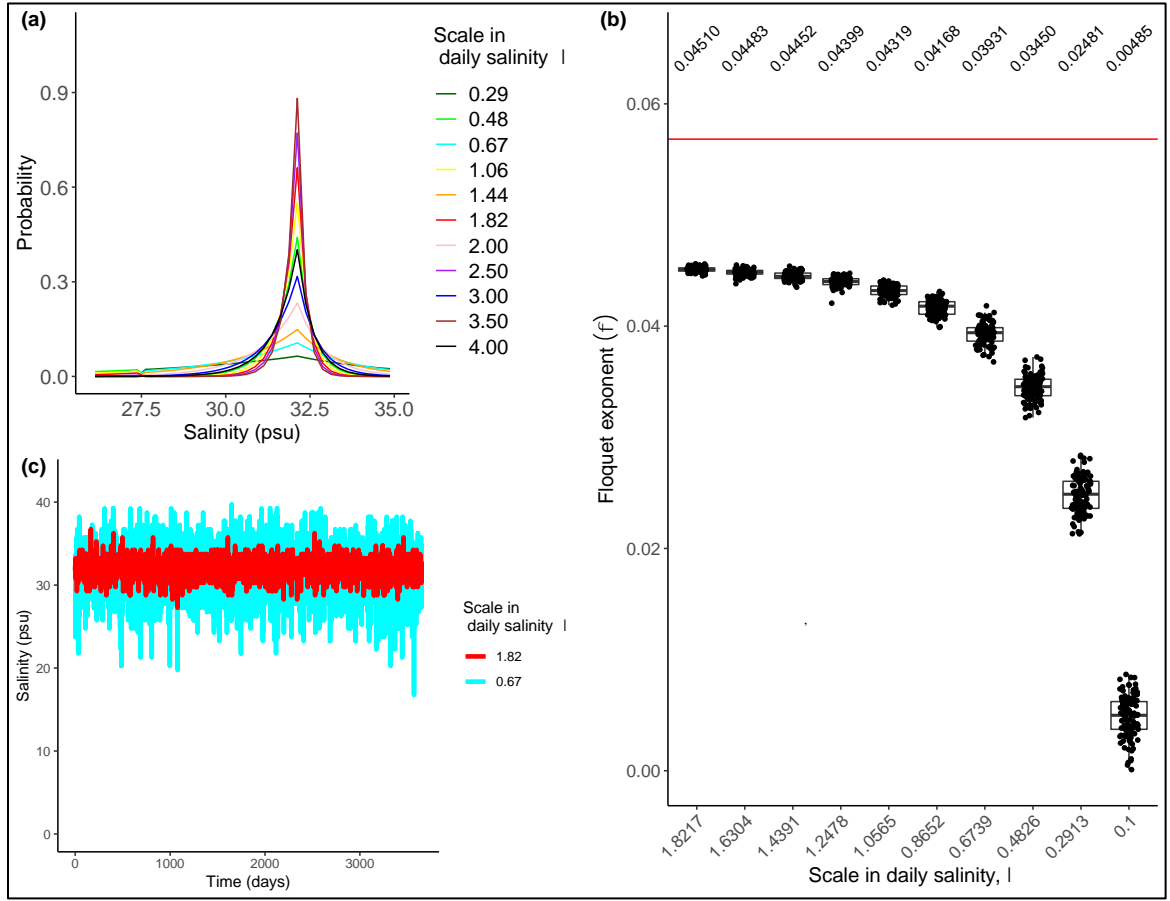 (a)
Scale in
daily salinity l
0.29
0.48
0.67
1.06
1.44
1.82
2.00
2.50
3.00
3.50
4.00
0.9
0.6
0.3
0.0
Probability
27.5 30.0 32.5 35.0
Salinity (psu)
(b)
0.04510 0.04483 0.04452 0.04399 0.04319 0.04168 0.03931 0.03450 0.02481 0.00485
0.06
0.04
0.02
0.00
Floquet exponent (f)
1.8217 1.6304 1.4391 1.2478 1.0565 0.8652 0.6739 0.4826 0.2913 0.1
Scale in daily salinity, l
(c)
40
30
20
10
0
Salinity (psu)
0 1000 2000 3000
Time (days)
Scale in
daily salinity l
1.82
0.67